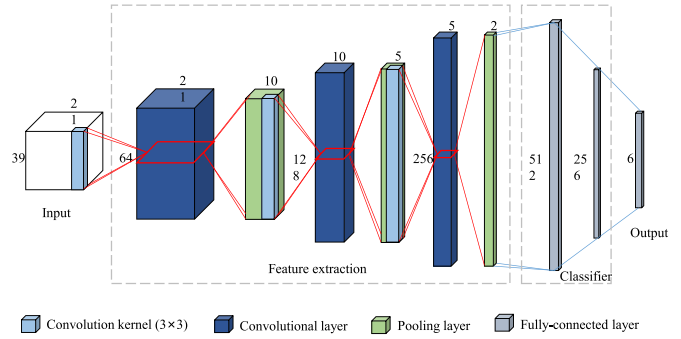 5
2
10
5
2
10
2
1
2
1
39
64
12
8
256
51
2
25
6
6
Input
Output
Feature extraction
Classifier
Convolution kernel (3×3)
Convolutional layer
Pooling layer
Fully-connected layer